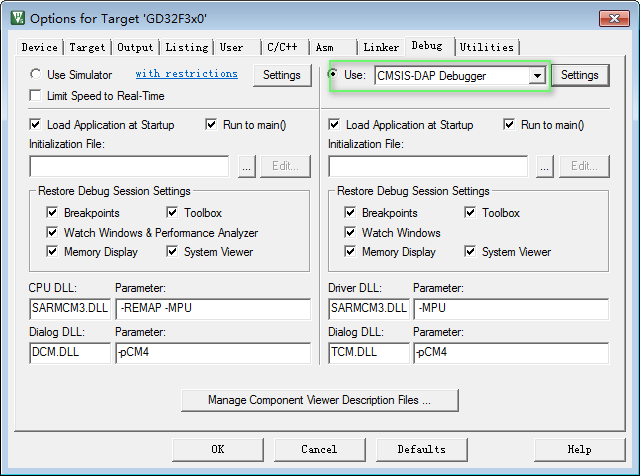 Options for Target 'GD32F3x0'
Device Target Output Listing User C/C++ Asm Linker Debug Utilities
Use Simulator with restrictions Settings
Limit Speed to Real-Time
Use: CMSIS-DAP Debugger Settings
Load Application at Startup Run to main()
Initialization File:
... Edit...
Restore Debug Session Settings
Breakpoints Toolbox
Watch Windows & Performance Analyzer
Memory Display System Viewer
CPU DLL: Parameter:
SARMCM3.DLL -REMAP -MPU
Dialog DLL: Parameter:
DCM.DLL -pCM4
Load Application at Startup Run to main()
Initialization File:
... Edit...
Restore Debug Session Settings
Breakpoints Toolbox
Watch Windows
Memory Display System Viewer
Driver DLL: Parameter:
SARMCM3.DLL -MPU
Dialog DLL: Parameter:
TCM.DLL -pCM4
Manage Component Viewer Description Files ...
OK Cancel Defaults Help